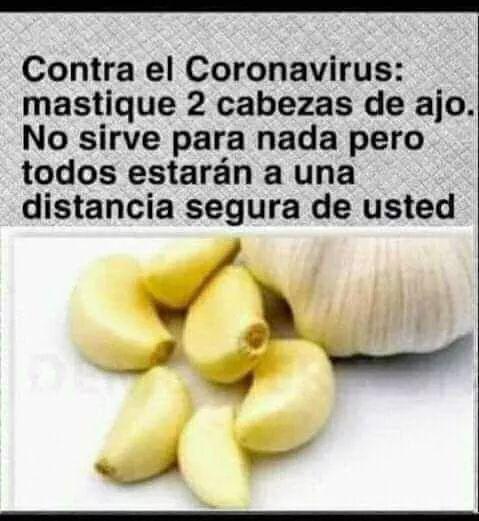 Contra el Coronavirus:
mastique 2 cabezas de ajo.
No sirve para nada pero
todos estarán a una
distancia segura de usted